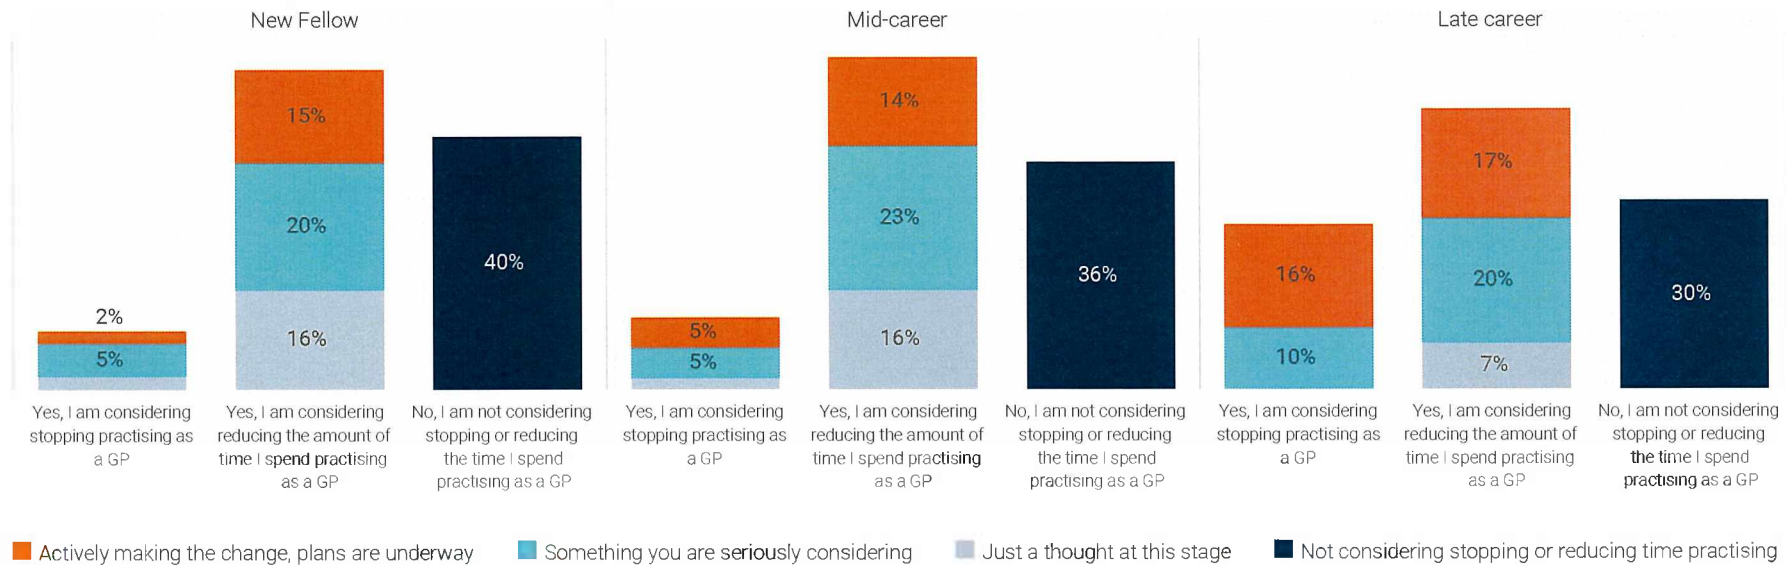 New Fellow
Mid-career
Late career
2%
5%
15%
20%
16%
40%
5%
5%
14%
23%
16%
36%
16%
10%
17%
20%
7%
30%
Yes, I am considering
stopping practising as
a GP
Yes, I am considering
reducing the amount of
time I spend practising
as a GP
No, I am not considering
stopping or reducing
the time I spend
practising as a GP
Yes, I am considering
stopping practising as
a GP
Yes, I am considering
reducing the amount of
time I spend practising
as a GP
No, I am not considering
stopping or reducing
the time I spend
practising as a GP
Yes, I am considering
stopping practising as
a GP
Yes, I am considering
reducing the amount of
time I spend practising
as a GP
No, I am not considering
stopping or reducing
the time I spend
practising as a GP
Actively making the change, plans are underway
Something you are seriously considering
Just a thought at this stage
Not considering stopping or reducing time practising